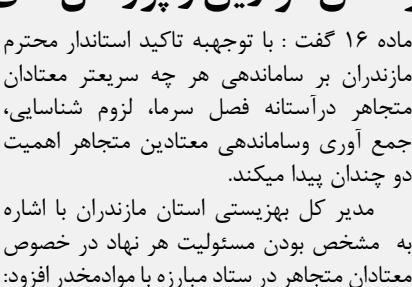 ماده ۱۶ گفت : با توجهبه تاکید استاندار محترم
مازندران بر ساماندهی هر چه سریعتر معتادان
متجاهر درآستانه فصل سرما، لزوم شناسایی،
جمع آوری وساماندهی معتادین متجاهر اهمیت
دو چندان پیدا میکند.
مدیر کل بهزیستی استان مازندران با اشاره
به مشخص بودن مسئولیت هر نهاد در خصوص
معتادان متجاهر در ستاد مبارزه با موادمخدر افزود: